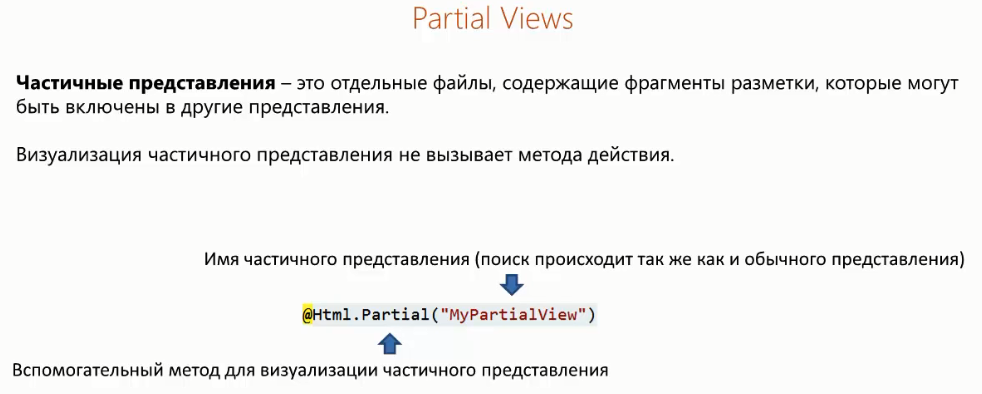 Partial Views
Частичные представления – это отдельные файлы, содержащие фрагменты разметки, которые могут
быть включены в другие представления.
Визуализация частичного представления не вызывает метода действия.
Имя частичного представления (поиск происходит так же как и обычного представления)
@Html.Partial("MyPartialView")
Вспомогательный метод для визуализации частичного представления